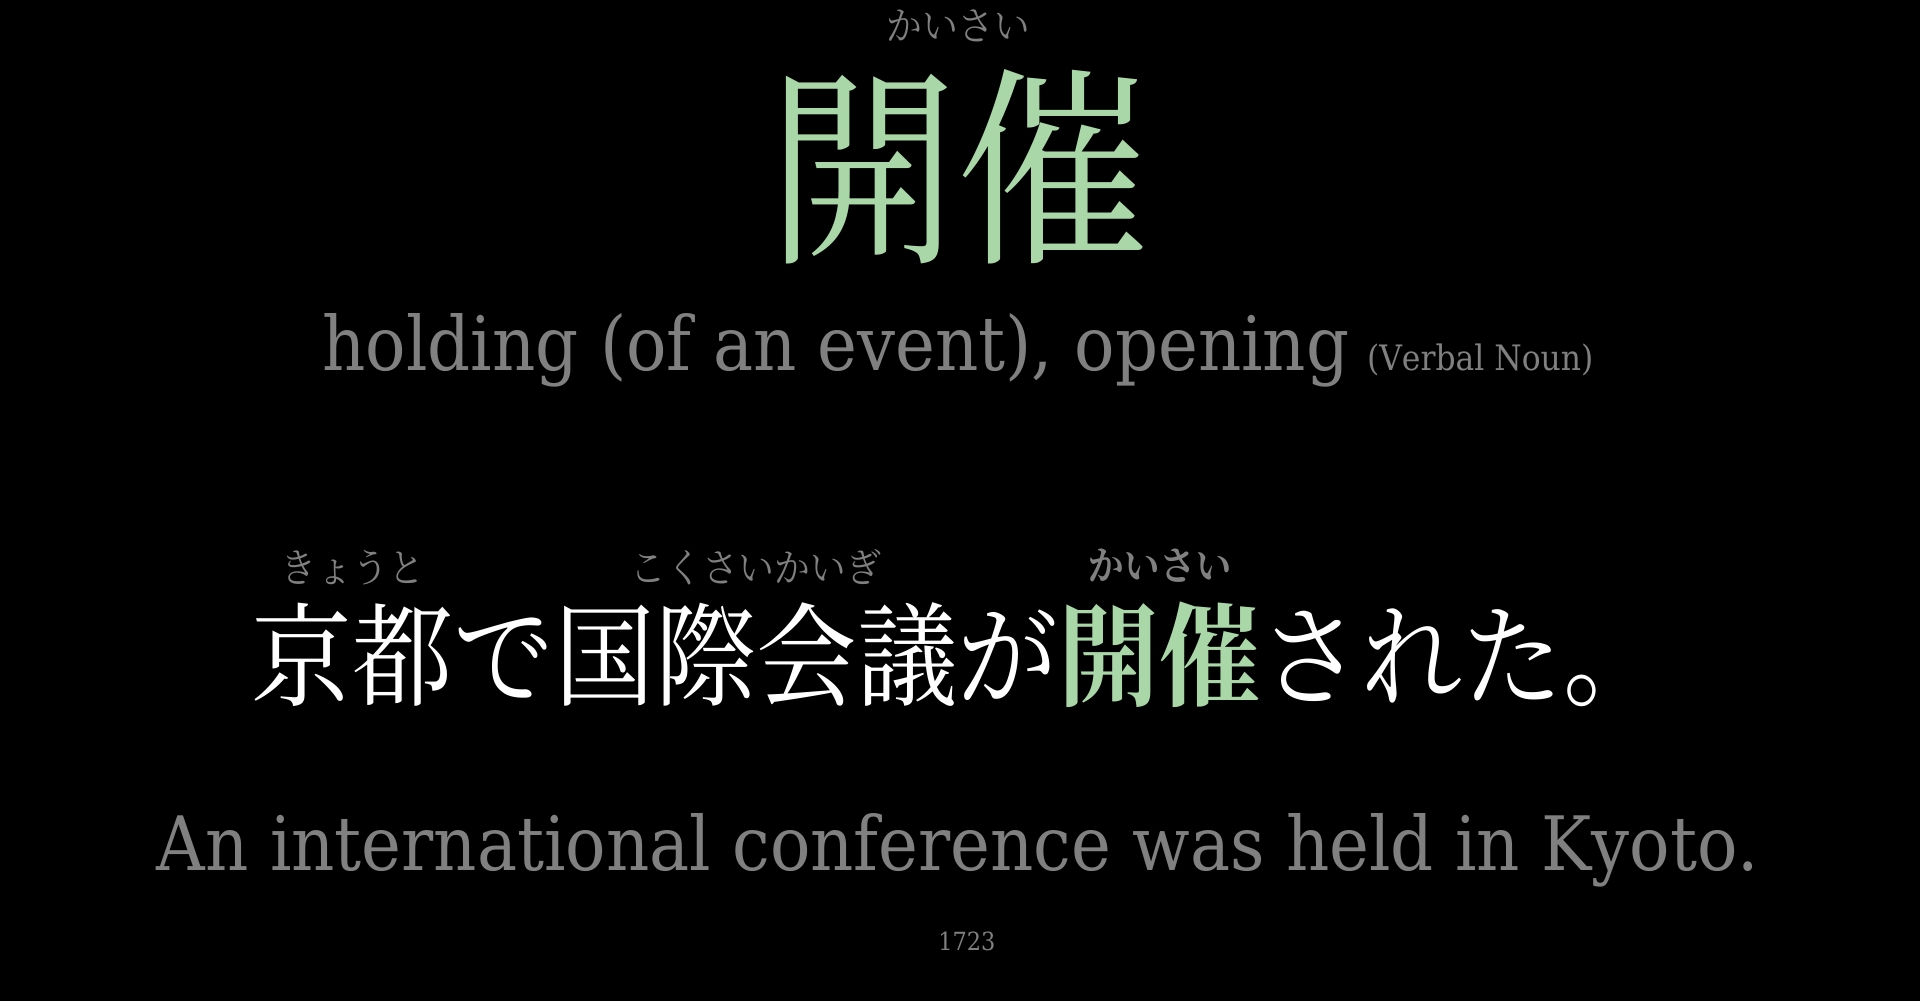 かいさい
開催
holding (of an event), opening (Verbal Noun)
きょうと こくさいかいぎ かいさい
京都で国際会議が開催された。
An international conference was held in Kyoto.
1723